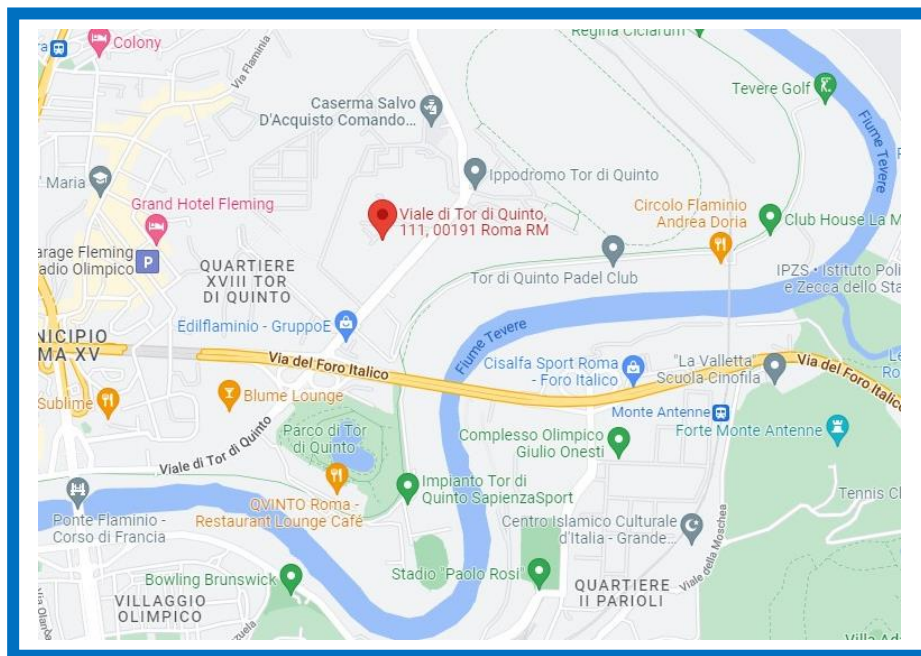 Regina Ciclarum
Colony
Via Flaminia
Tevere Golf
Caserma Salvo
D'Acquisto Comando...
Fiume Tevere
Maria
Ippodromo Tor di Quinto
Grand Hotel Fleming
Viale di Tor di Quinto,
111, 00191 Roma RM
Circolo Flaminio
Andrea Doria
Club House La M
arage Fleming
adio Olimpico
P
QUARTIERE
XVIII TOR
DI QUINTO
Tor di Quinto Padel Club
IPZS • Istituto Poli
e Zecca dello Sta
Edilflaminio - GruppoE
NICIPIO
MA XV
Via del Foro Italico
Fiume Tevere
Cisalfa Sport Roma
- Foro Italico
"La Valletta"
Scuola Cinofila
Via del Foro Italico
Sublime
Blume Lounge
Monte Antenne
Forte Monte Antenne
Parco di Tor
di Quinto
Complesso Olimpico
Giulio Onesti
Viale di Tor di Quinto
Impianto Tor di
Quinto SapienzaSport
QVINTO Roma -
Restaurant Lounge Café
Tennis Cl
Ponte Flaminio -
Corso di Francia
Centro Islamico Culturale
d'Italia - Grande...
Viale della Moschea
Bowling Brunswick
Stadio "Paolo Rosi"
VILLAGGIO
OLIMPICO
QUARTIERE
II PARIOLI
Via Olan
Villa Ada